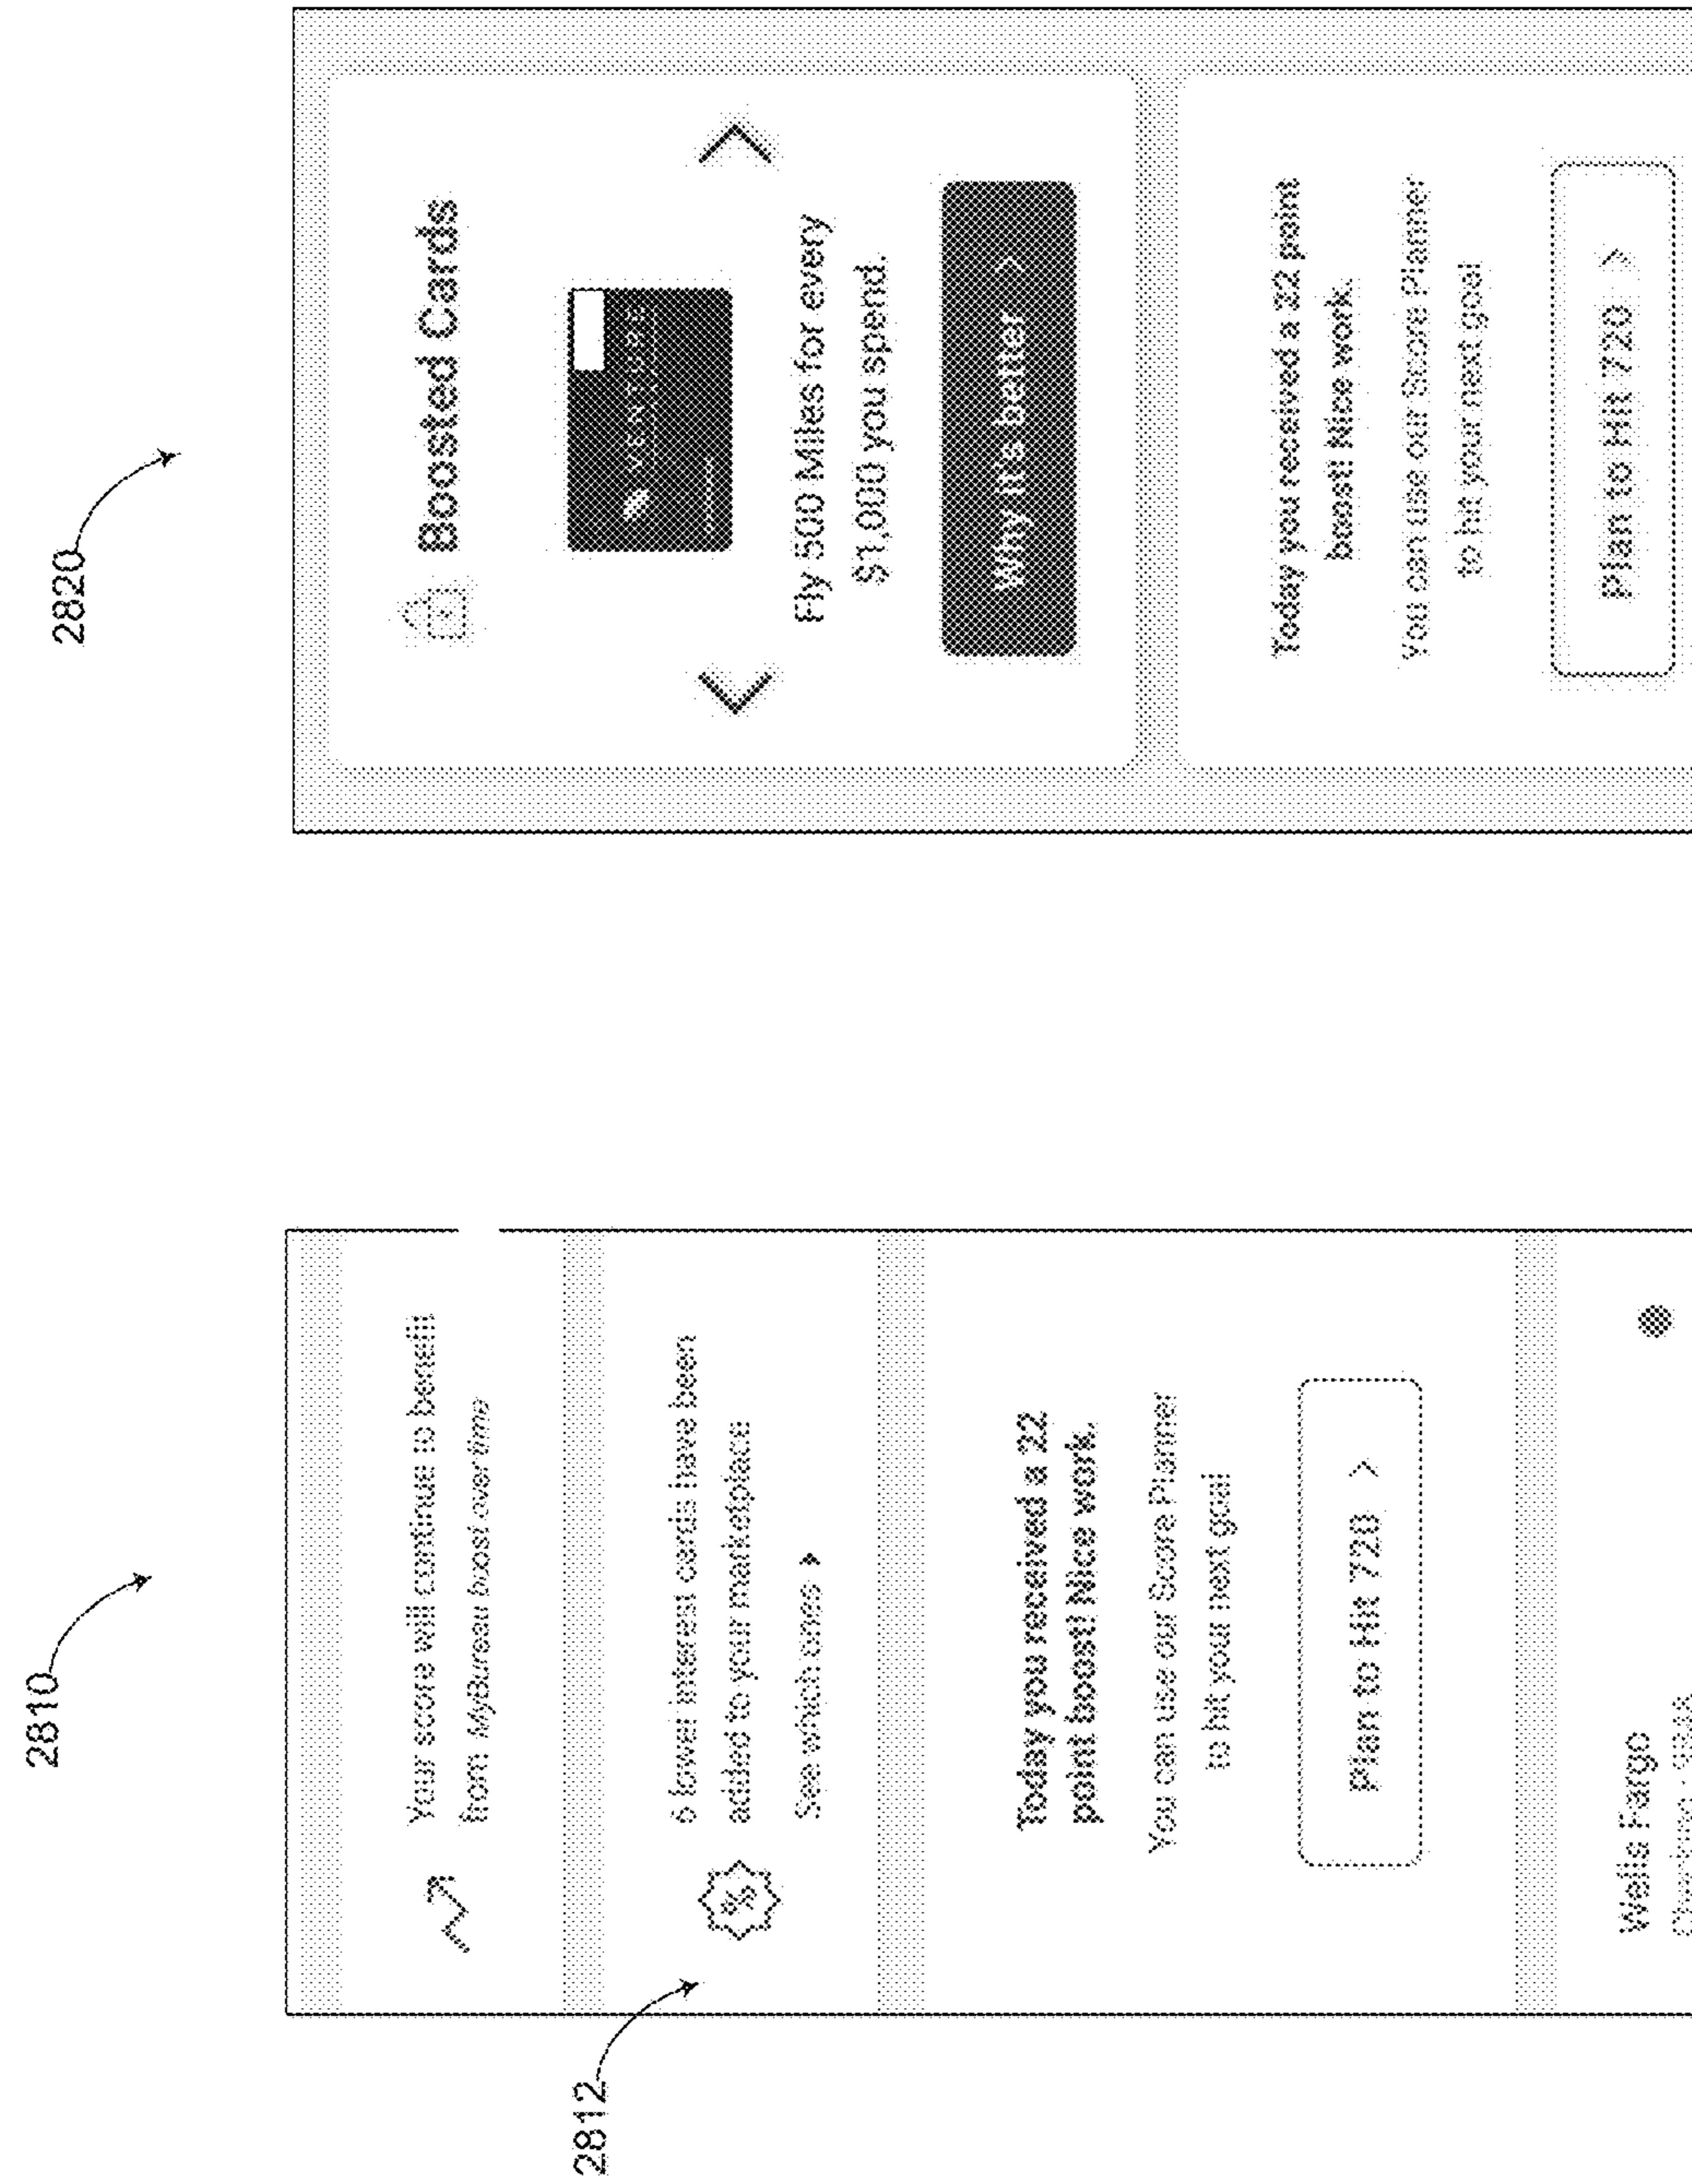 2810
Your score will continue to benefit
from MyBureau boost over time
2812
%
6 lower interest cards have been
added to your marketplace
See which ones
Today you received a 22
point boost! Nice work.
You can use our Score Planner
to hit your next goal
Plan to Hit 720 >
Wells Fargo
2820
Boosted Cards
VENTURE
Fly 500 Miles for every
$1,000 you spend.
Why it's better >
Today you received a 22 point
boost! Nice work.
You can use our Score Planner
to hit your next goal
Plan to Hit 720 >